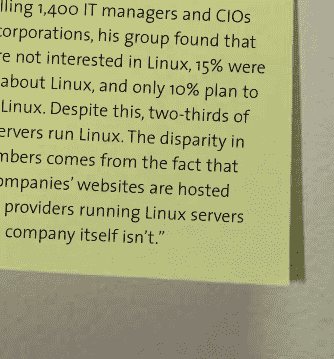 lling 1,400 IT managers and CIOs
corporations, his group found that
re not interested in Linux, 15% were
about Linux, and only 10% plan to
Linux. Despite this, two-thirds of
ervers run Linux. The disparity in
mbers comes from the fact that
ompanies’ websites are hosted
providers running Linux servers
company itself isn’t.”